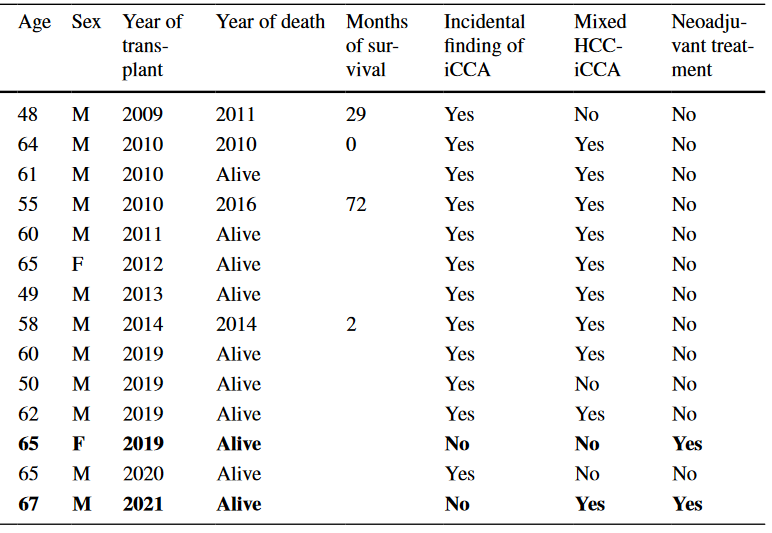 Age Sex Year of Year of death Months Incidental Mixed Neoadju-
trans- of sur- finding of HCC- vant treat-
plant vival iCCA iCCA ment
48 M 2009 2011 29 Yes No No
64 M 2010 2010 0 Yes Yes No
61 M 2010 Alive Yes Yes No
55 M 2010 2016 72 Yes Yes No
60 M 2011 Alive Yes Yes No
65 F 2012 Alive Yes Yes No
49 M 2013 Alive Yes Yes No
58 M 2014 2014 2 Yes Yes No
60 M 2019 Alive Yes Yes No
50 M 2019 Alive Yes No No
62 M 2019 Alive Yes Yes No
65 F 2019 Alive No No Yes
65 M 2020 Alive Yes No No
67 M 2021 Alive No Yes Yes